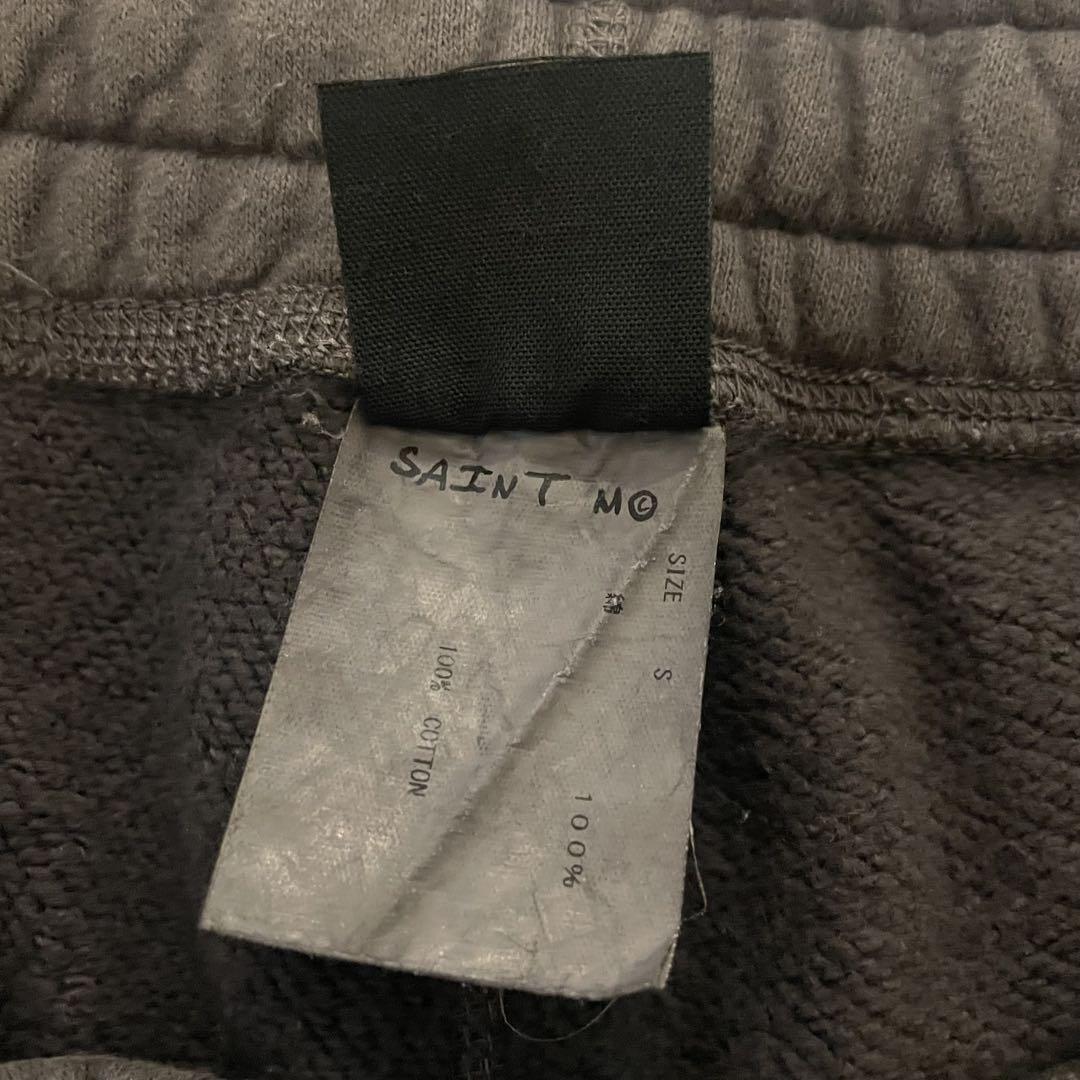 SAINT M©
SIZE S
綿 100%
100% COTTON